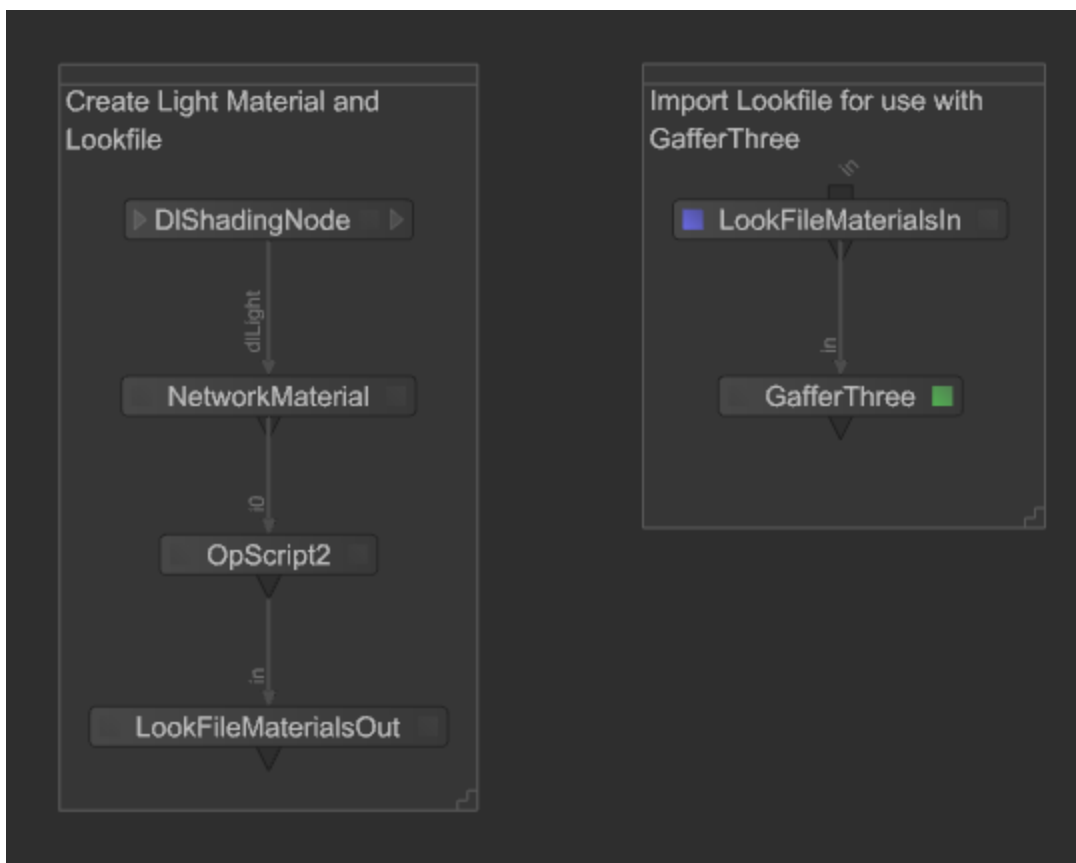 Create Light Material and
Lookfile
DlShadingNode
dlLight
NetworkMaterial
i0
OpScript2
in
LookFileMaterialsOut
Import Lookfile for use with
GafferThree
in
LookFileMaterialsIn
in
GafferThree